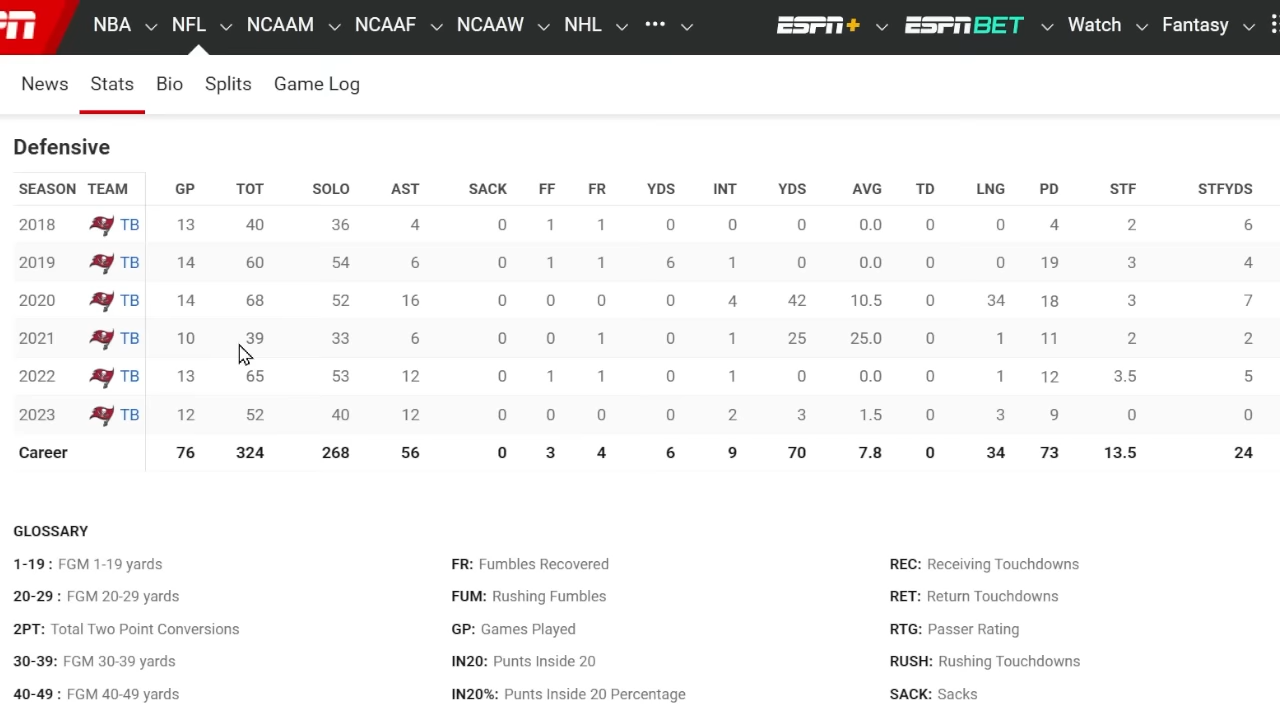 NBA NFL NCAAM NCAAF NCAAW NHL ••• ESPN+ ESPN BET Watch Fantasy
News Stats Bio Splits Game Log
Defensive
SEASON TEAM GP TOT SOLO AST SACK FF FR YDS INT YDS AVG TD LNG PD STF STFYDS
2018 TB 13 40 36 4 0 1 1 0 0 0 0.0 0 0 4 2 6
2019 TB 14 60 54 6 0 1 1 6 1 0 0.0 0 0 19 3 4
2020 TB 14 68 52 16 0 0 0 0 4 42 10.5 0 34 18 3 7
2021 TB 10 39 33 6 0 0 1 0 1 25 25.0 0 1 11 2 2
2022 TB 13 65 53 12 0 1 1 0 1 0 0.0 0 1 12 3.5 5
2023 TB 12 52 40 12 0 0 0 0 2 3 1.5 0 3 9 0 0
Career 76 324 268 56 0 3 4 6 9 70 7.8 0 34 73 13.5 24
GLOSSARY
1-19 : FGM 1-19 yards FR: Fumbles Recovered REC: Receiving Touchdowns
20-29 : FGM 20-29 yards FUM: Rushing Fumbles RET: Return Touchdowns
2PT: Total Two Point Conversions GP: Games Played RTG: Passer Rating
30-39: FGM 30-39 yards IN20: Punts Inside 20 RUSH: Rushing Touchdowns
40-49 : FGM 40-49 yards IN20%: Punts Inside 20 Percentage SACK: Sacks